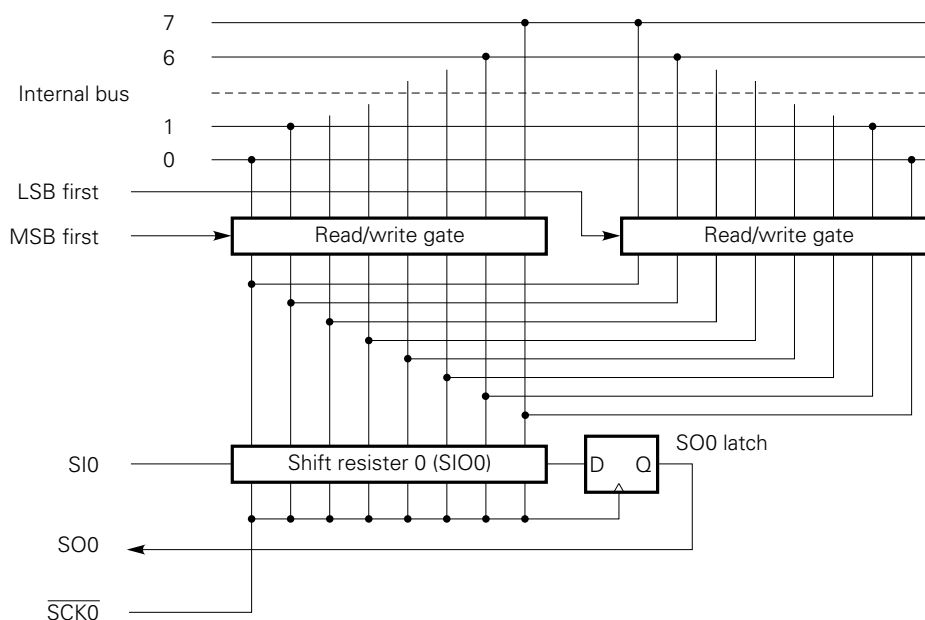 7
6
Internal bus
1
0
LSB first
MSB first
Read/write gate
Read/write gate
SI0
Shift resister 0 (SIO0)
D Q
SO0 latch
SO0
SCK0